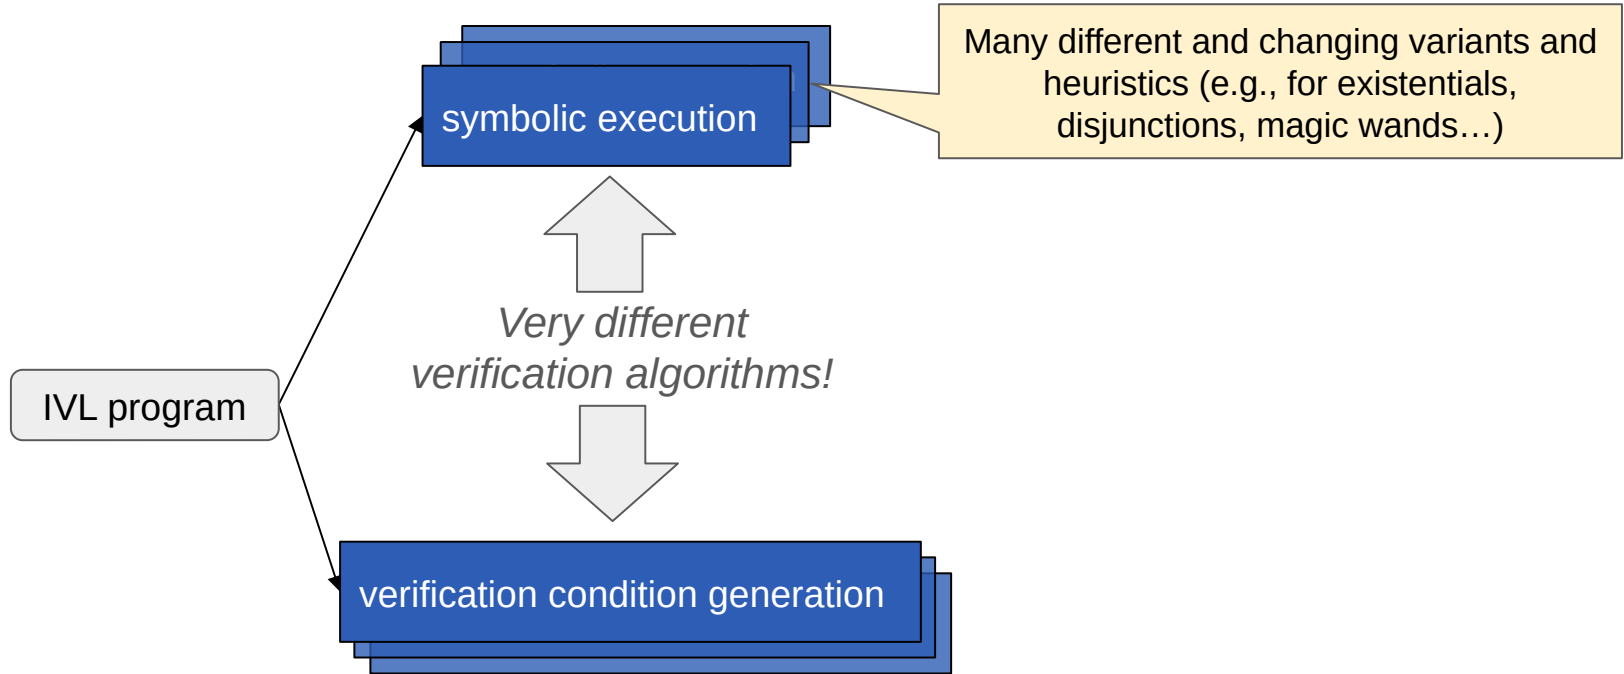 Many different and changing variants and
heuristics (e.g., for existentials,
disjunctions, magic wands…)
symbolic execution
Very different
verification algorithms!
IVL program
verification condition generation